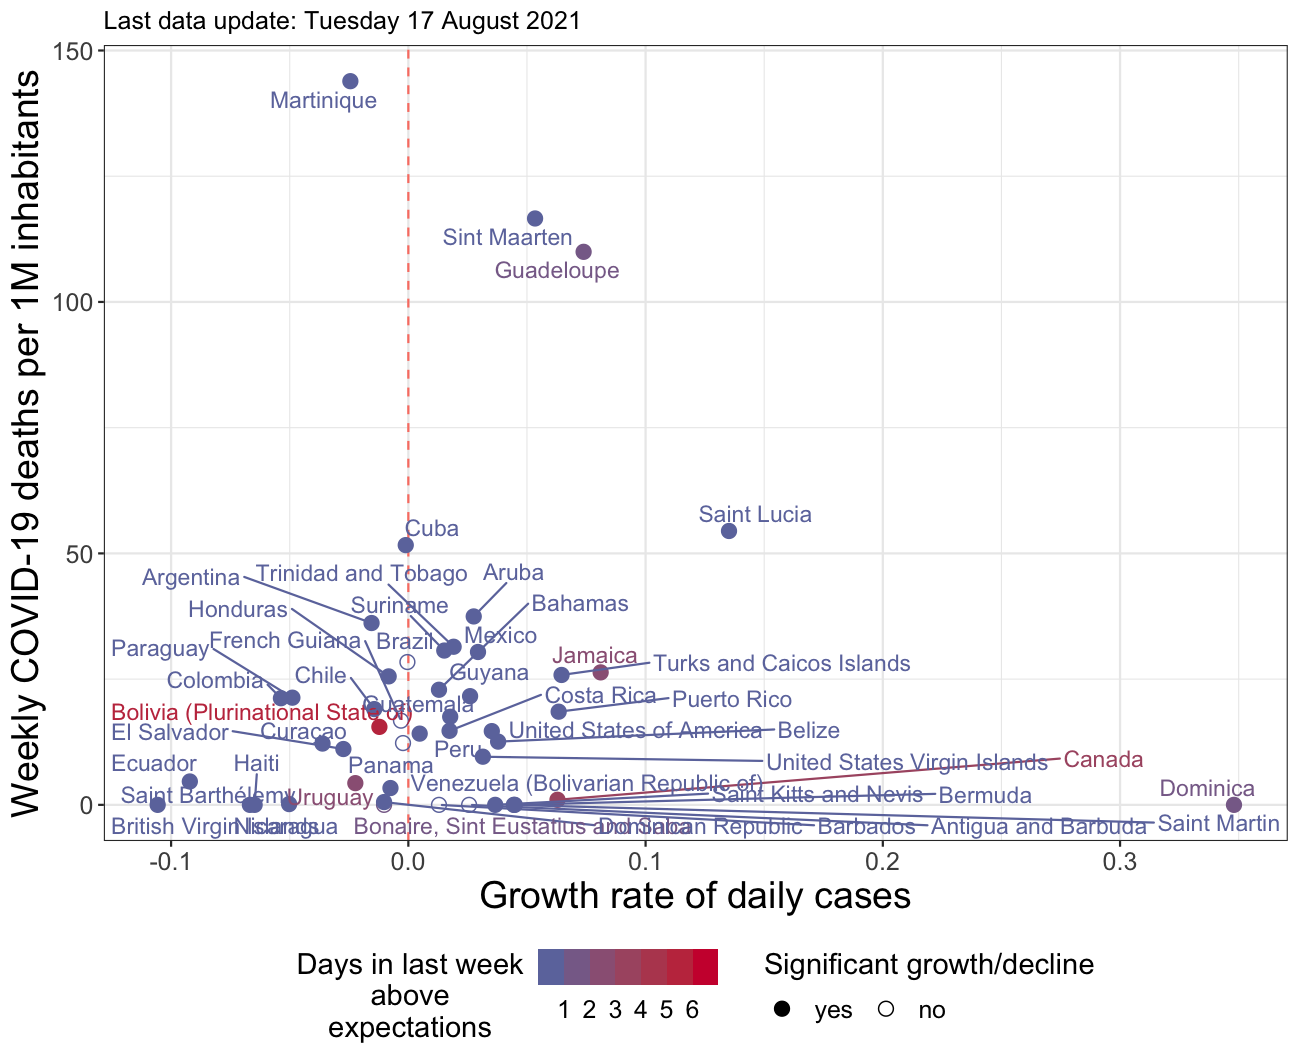 Last data update: Tuesday 17 August 2021
Weekly COVID-19 deaths per 1M inhabitants
150
100
50
0
Martinique
Sint Maarten
Guadeloupe
Saint Lucia
Cuba
Argentina
Trinidad and Tobago
Aruba
Honduras
Suriname
Bahamas
Paraguay
French Guiana
Brazil
Mexico
Jamaica
Turks and Caicos Islands
Colombia
Chile
Guyana
Costa Rica
Puerto Rico
Bolivia (Plurinational State of)
Guatemala
El Salvador
Curaçao
United States of America
Belize
Peru
Ecuador
Haiti
Panama
United States Virgin Islands
Canada
Venezuela (Bolivarian Republic of)
Saint Barthélemy
Uruguay
Saint Kitts and Nevis
Bermuda
Dominica
British Virgin Islands
Nicaragua
Bonaire, Sint Eustatius and Saba
Dominican Republic
Barbados
Antigua and Barbuda
Saint Martin
-0.1
0.0
0.1
0.2
0.3
Growth rate of daily cases
Days in last week
above
expectations
1 2 3 4 5 6
Significant growth/decline
yes
no